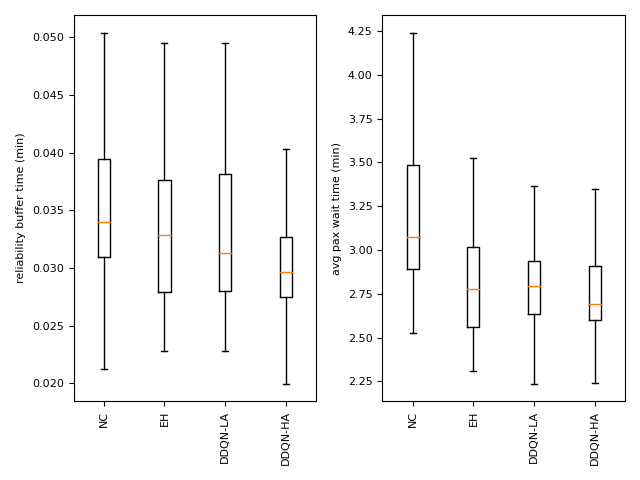 reliability buffer time (min)
0.050
0.045
0.040
0.035
0.030
0.025
0.020
NC
EH
DDQN-LA
DDQN-HA
avg pax wait time (min)
4.25
4.00
3.75
3.50
3.25
3.00
2.75
2.50
2.25
NC
EH
DDQN-LA
DDQN-HA